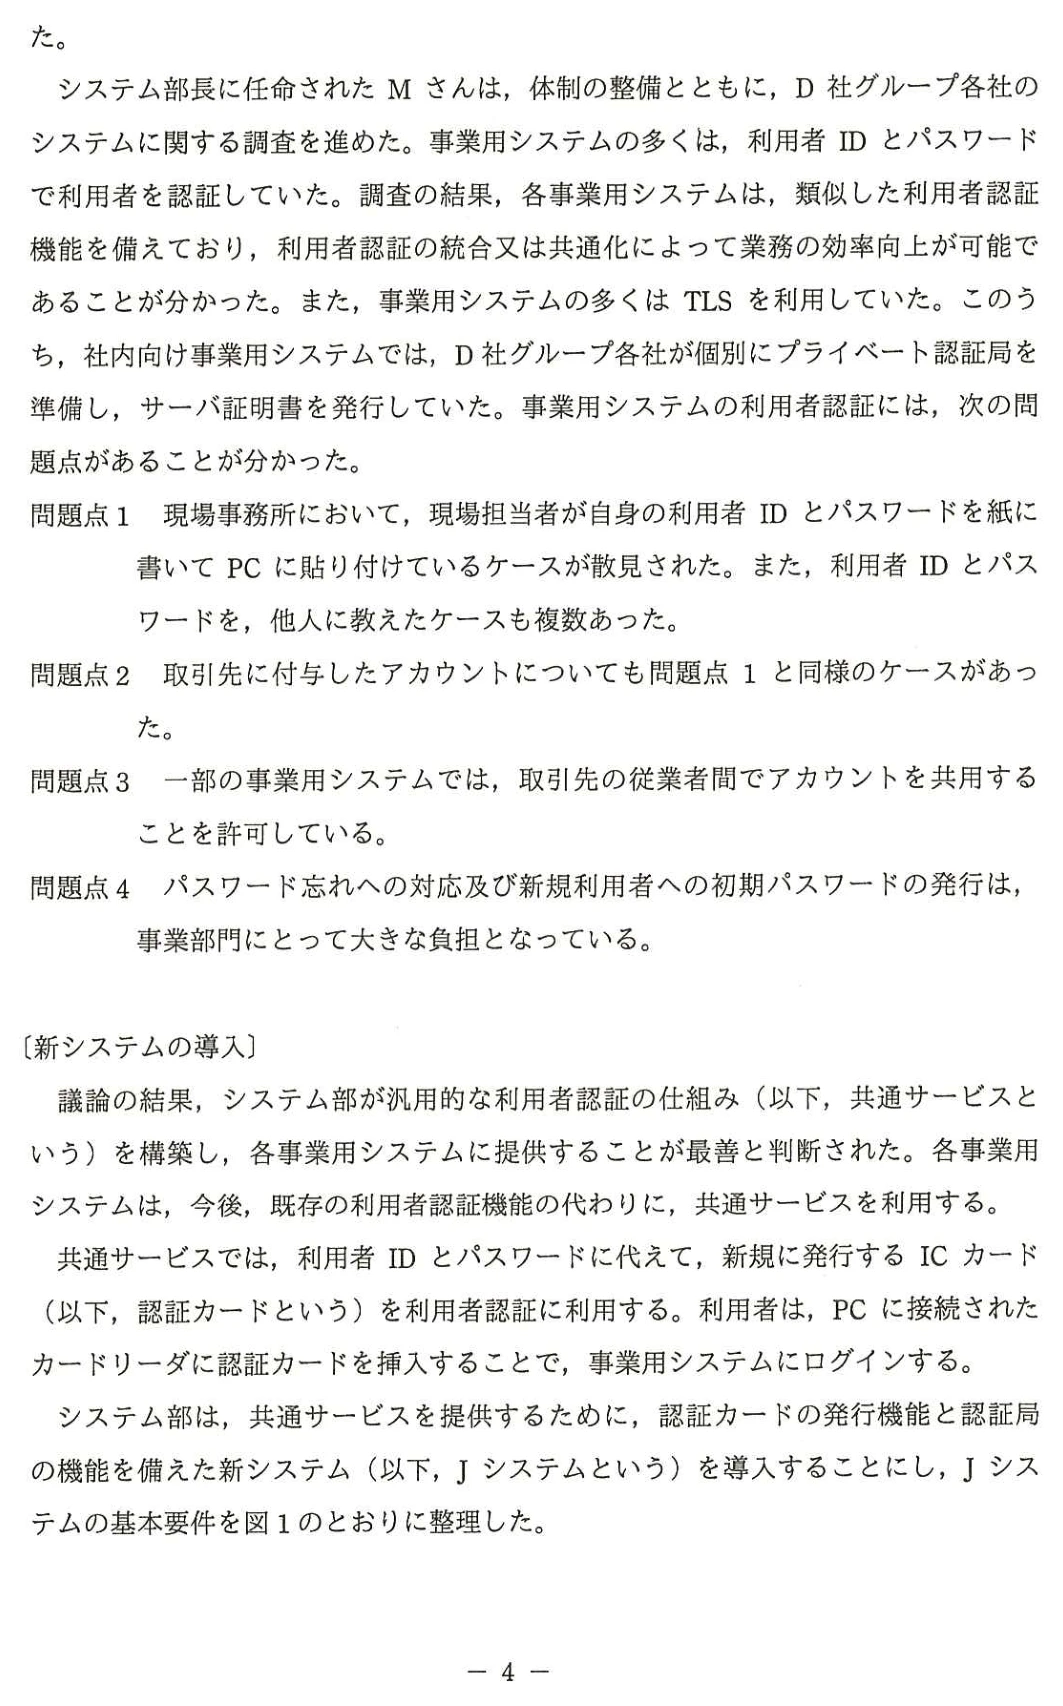 た。
システム部長に任命された M さんは，体制の整備とともに，D 社グループ各社の
システムに関する調査を進めた。事業用システムの多くは，利用者 ID とパスワード
で利用者を認証していた。調査の結果，各事業用システムは，類似した利用者認証
機能を備えており，利用者認証の統合又は共通化によって業務の効率向上が可能で
あることが分かった。また，事業用システムの多くは TLS を利用していた。このう
ち，社内向け事業用システムでは，D 社グループ各社が個別にプライベート認証局を
準備し，サーバ証明書を発行していた。事業用システムの利用者認証には，次の問
題点があることが分かった。
問題点 1　現場事務所において，現場担当者が自身の利用者 ID とパスワードを紙に
書いて PC に貼り付けているケースが散見された。また，利用者 ID とパス
ワードを，他人に教えたケースも複数あった。
問題点 2　取引先に付与したアカウントについても問題点 1 と同様のケースがあっ
た。
問題点 3　一部の事業用システムでは，取引先の従業者間でアカウントを共用する
ことを許可している。
問題点 4　パスワード忘れへの対応及び新規利用者への初期パスワードの発行は，
事業部門にとって大きな負担となっている。
〔新システムの導入〕
議論の結果，システム部が汎用的な利用者認証の仕組み（以下，共通サービスと
いう）を構築し，各事業用システムに提供することが最善と判断された。各事業用
システムは，今後，既存の利用者認証機能の代わりに，共通サービスを利用する。
共通サービスでは，利用者 ID とパスワードに代えて，新規に発行する IC カード
（以下，認証カードという）を利用者認証に利用する。利用者は，PC に接続された
カードリーダに認証カードを挿入することで，事業用システムにログインする。
システム部は，共通サービスを提供するために，認証カードの発行機能と認証局
の機能を備えた新システム（以下，J システムという）を導入することにし，J シス
テムの基本要件を図 1 のとおりに整理した。
― 4 ―